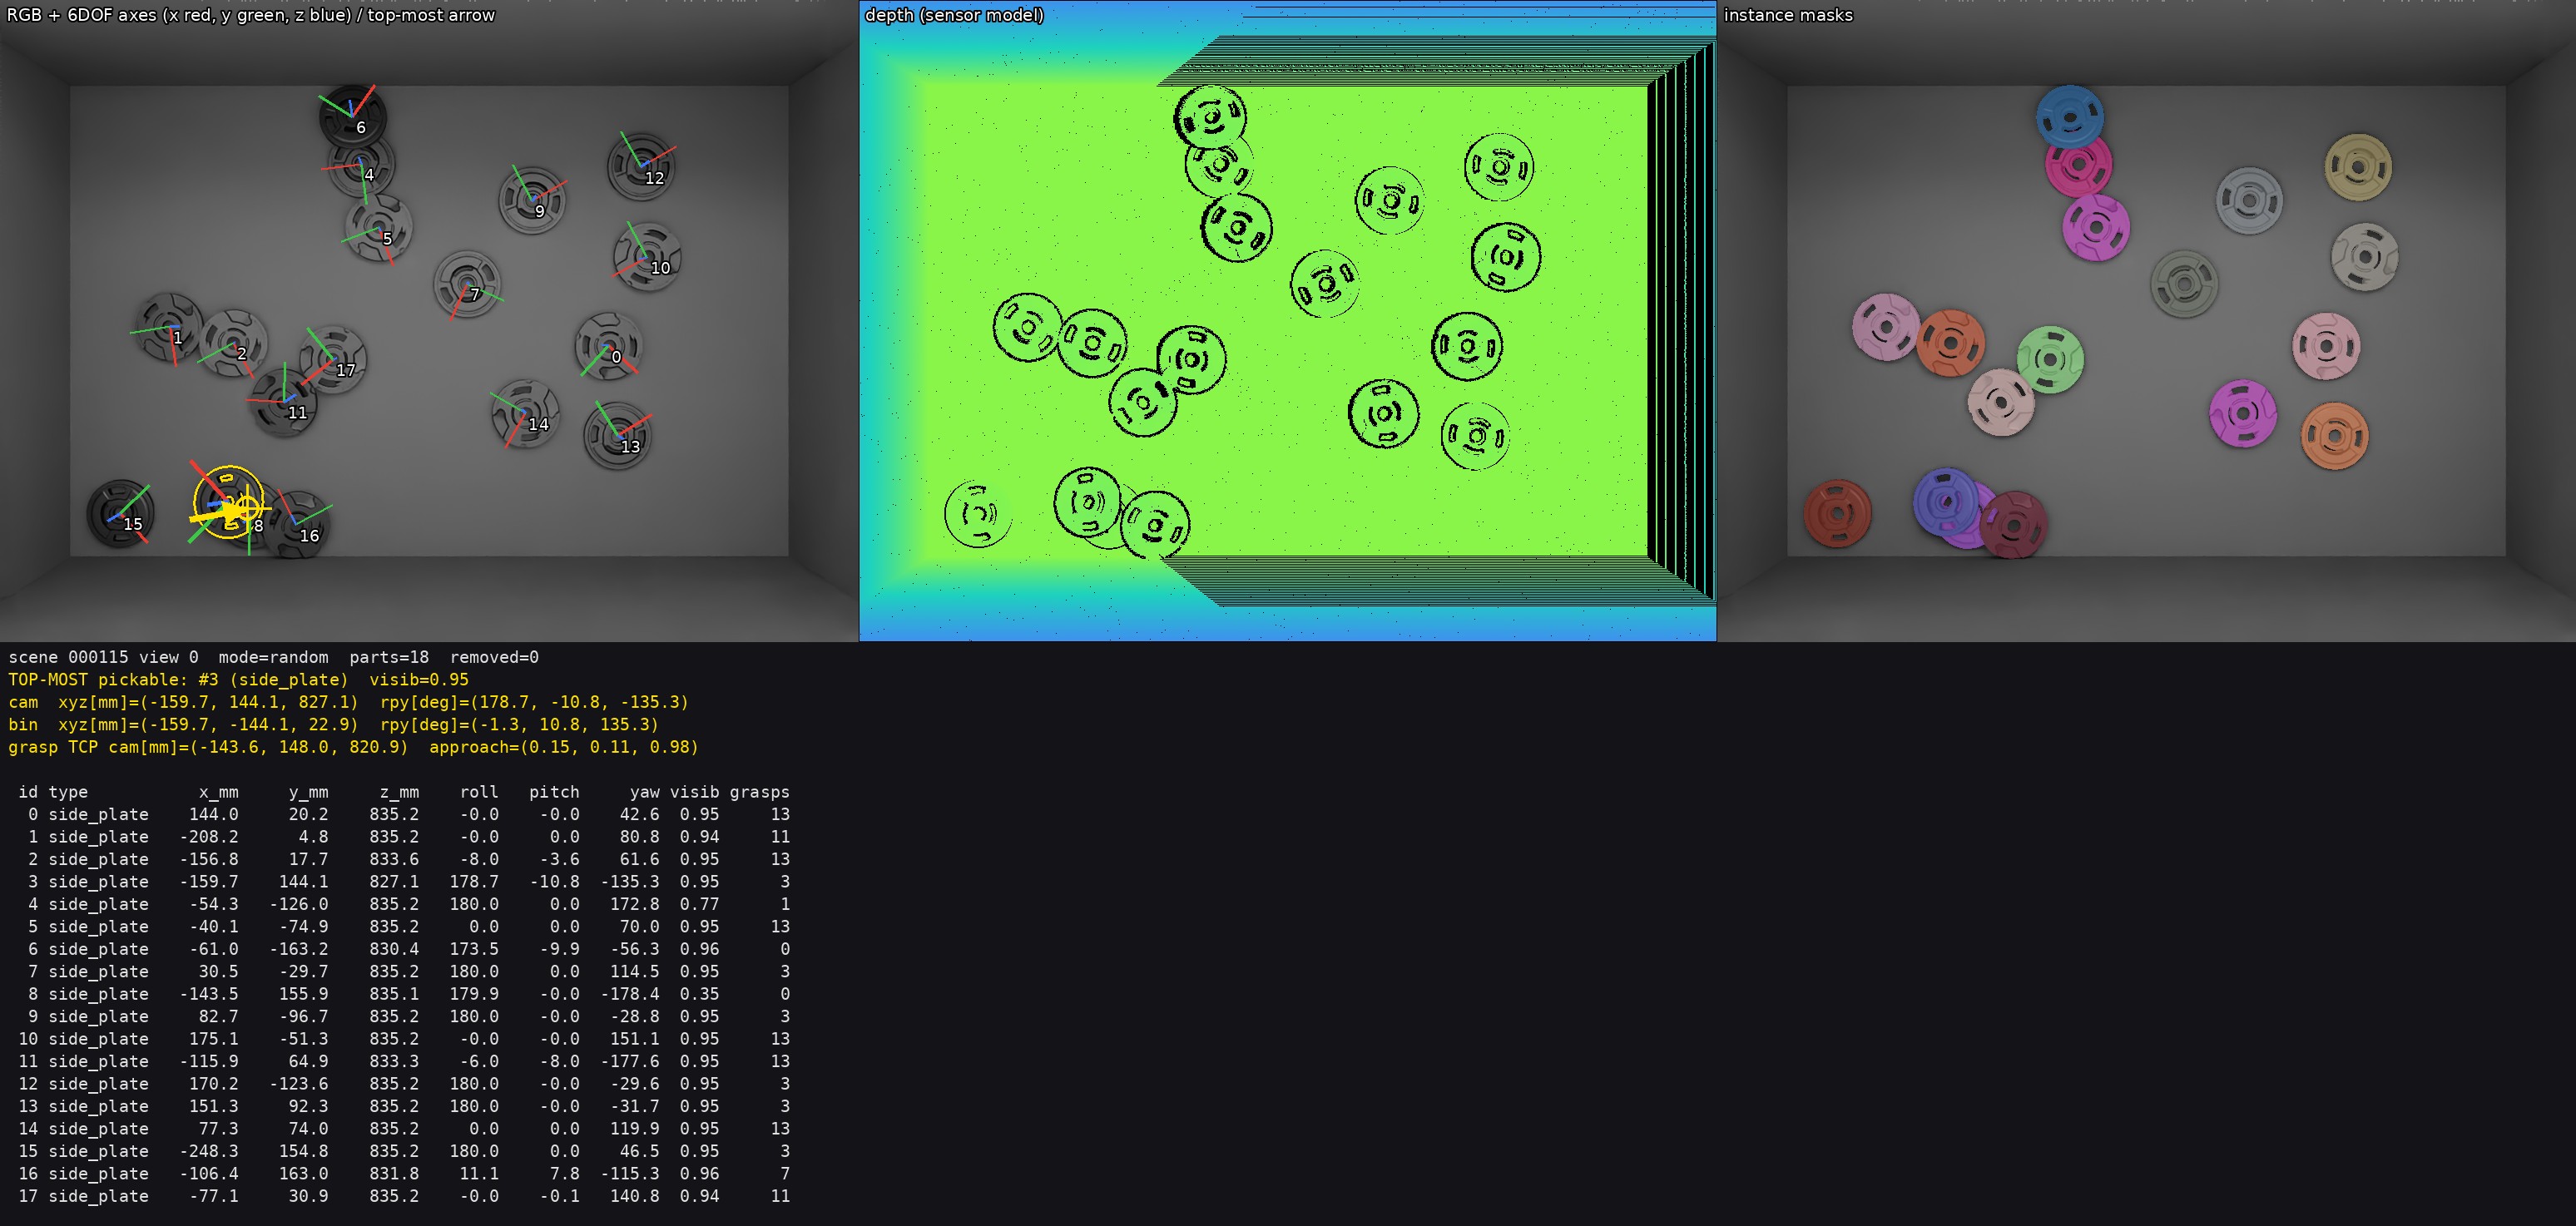 RGB + 6DOF axes (x red, y green, z blue) / top-most arrow
depth (sensor model)
instance masks
6
4
12
9
5
10
7
1
2
0
17
11
14
13
15
8
16
scene 000115 view 0  mode=random  parts=18  removed=0
TOP-MOST pickable: #3 (side_plate)  visib=0.95
cam  xyz[mm]=(-159.7, 144.1, 827.1)  rpy[deg]=(178.7, -10.8, -135.3)
bin  xyz[mm]=(-159.7, -144.1, 22.9)  rpy[deg]=(-1.3, 10.8, 135.3)
grasp TCP cam[mm]=(-143.6, 148.0, 820.9)  approach=(0.15, 0.11, 0.98)
id type x_mm y_mm z_mm roll pitch yaw visib grasps
0 side_plate 144.0 20.2 835.2 -0.0 -0.0 42.6 0.95 13
1 side_plate -208.2 4.8 835.2 -0.0 0.0 80.8 0.94 11
2 side_plate -156.8 17.7 833.6 -8.0 -3.6 61.6 0.95 13
3 side_plate -159.7 144.1 827.1 178.7 -10.8 -135.3 0.95 3
4 side_plate -54.3 -126.0 835.2 180.0 0.0 172.8 0.77 1
5 side_plate -40.1 -74.9 835.2 0.0 0.0 70.0 0.95 13
6 side_plate -61.0 -163.2 830.4 173.5 -9.9 -56.3 0.96 0
7 side_plate 30.5 -29.7 835.2 180.0 0.0 114.5 0.95 3
8 side_plate -143.5 155.9 835.1 179.9 -0.0 -178.4 0.35 0
9 side_plate 82.7 -96.7 835.2 180.0 0.0 -28.8 0.95 3
10 side_plate 175.1 -51.3 835.2 -0.0 -0.0 151.1 0.95 13
11 side_plate -115.9 64.9 833.3 -6.0 -8.0 -177.6 0.95 13
12 side_plate 170.2 -123.6 835.2 180.0 -0.0 -29.6 0.95 3
13 side_plate 151.3 92.3 835.2 180.0 -0.0 -31.7 0.95 3
14 side_plate 77.3 74.0 835.2 0.0 0.0 119.9 0.95 13
15 side_plate -248.3 154.8 835.2 180.0 0.0 46.5 0.95 3
16 side_plate -106.4 163.0 831.8 11.1 7.8 -115.3 0.96 7
17 side_plate -77.1 30.9 835.2 -0.0 -0.1 140.8 0.94 11